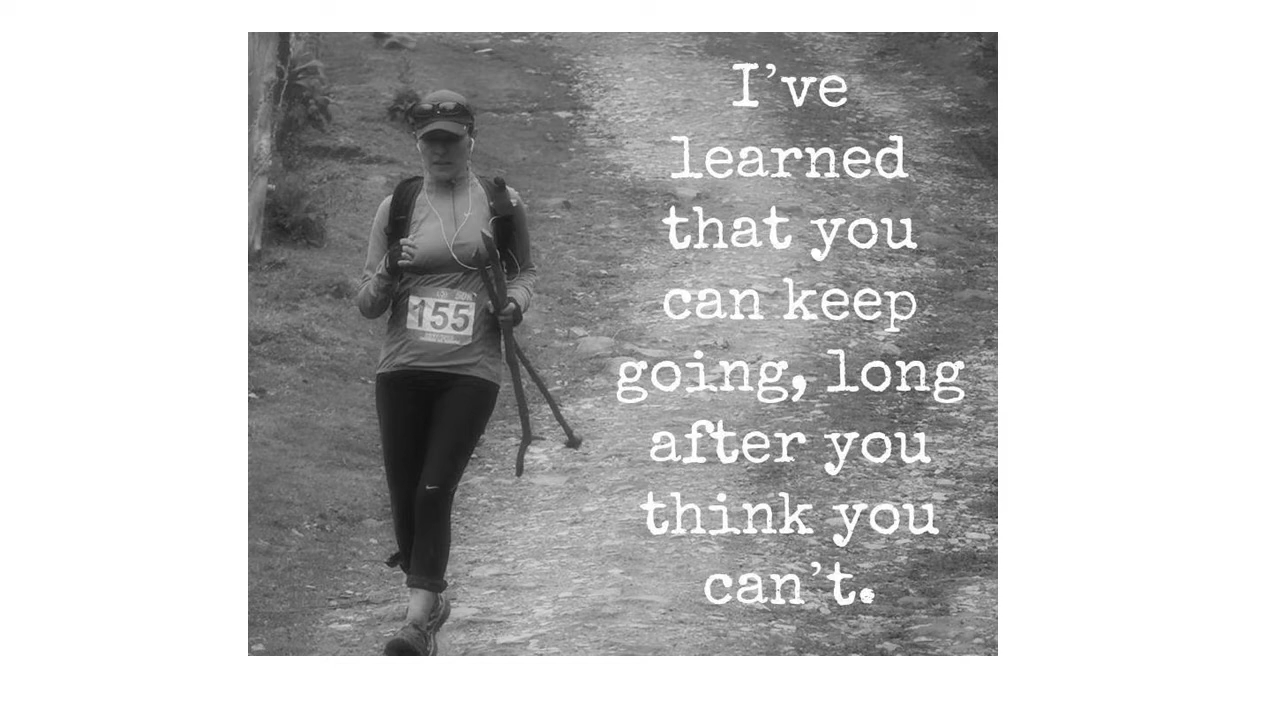 I’ve
learned
that you
can keep
going, long
after you
think you
can’t.
155